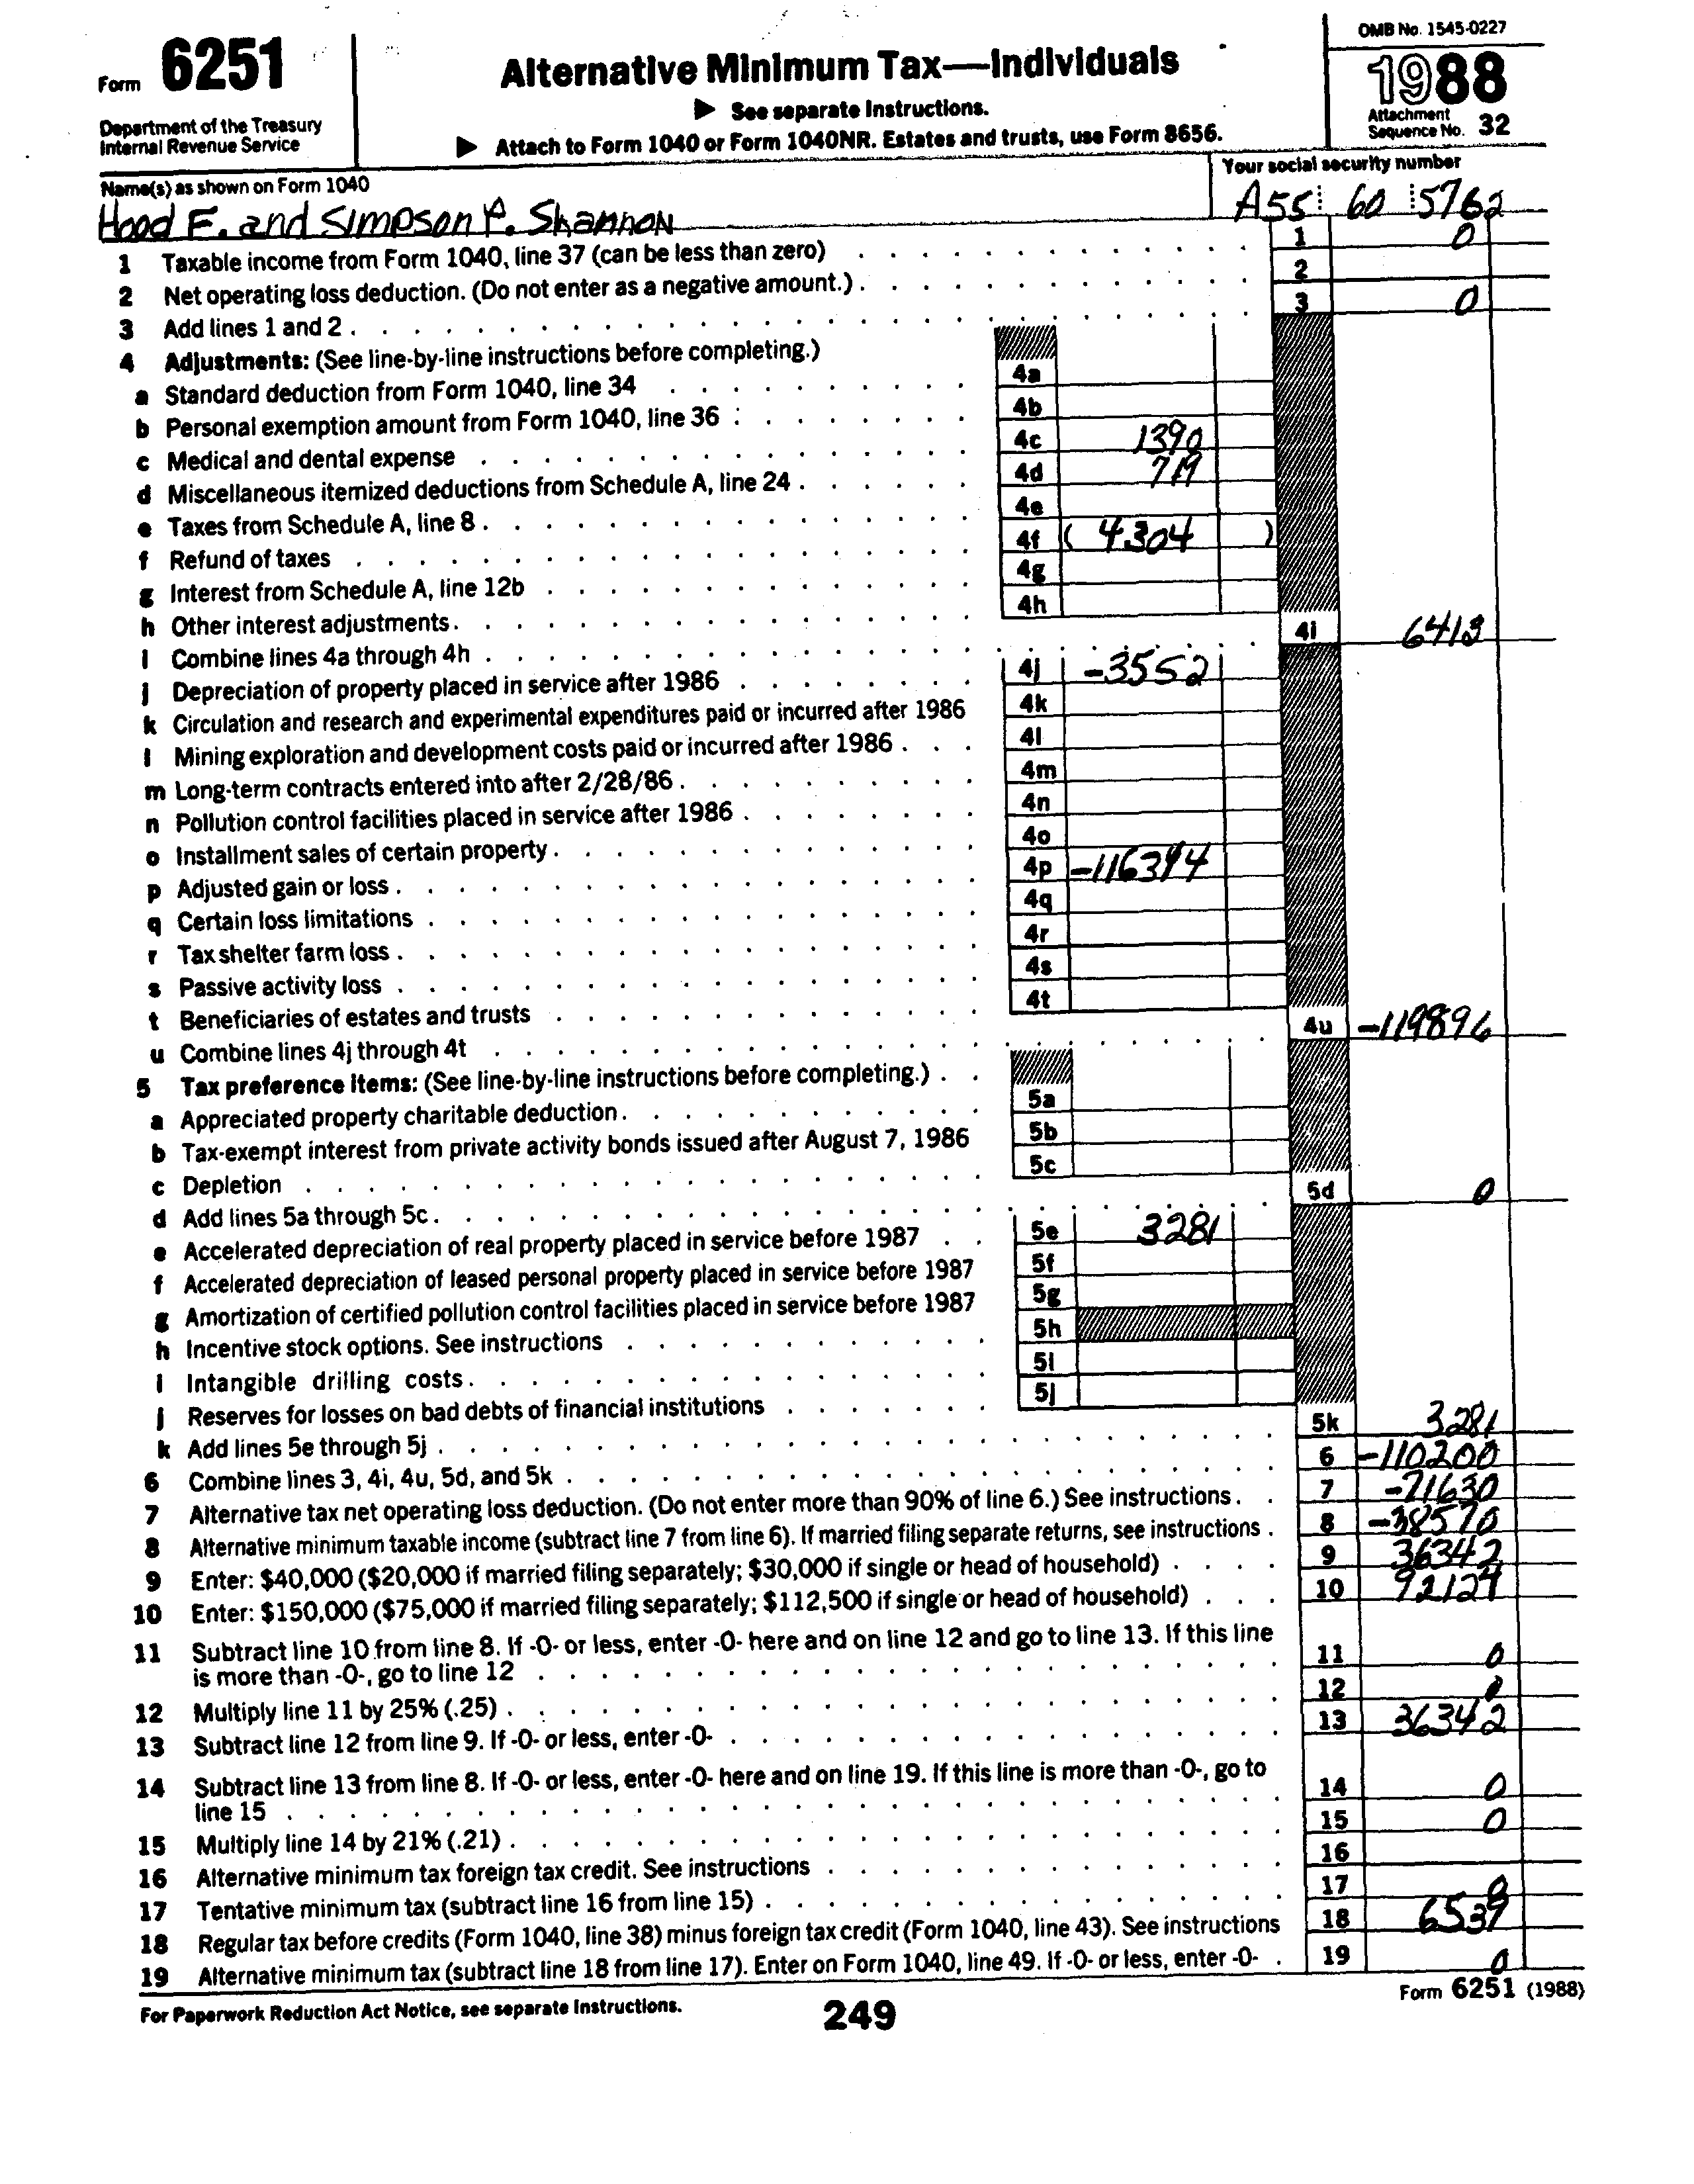 Form 6251
Department of the Treasury
Internal Revenue Service
Alternative Minimum Tax—Individuals
▶ See separate Instructions.
▶ Attach to Form 1040 or Form 1040NR. Estates and trusts, use Form 8656.
OMB No. 1545-0227
1988
Attachment
Sequence No. 32
Name(s) as shown on Form 1040
Your social security number
Hood F. and Simpson P. Shannon A55 60 5762
1 Taxable income from Form 1040, line 37 (can be less than zero) 1 0
2 Net operating loss deduction. (Do not enter as a negative amount.) 2
3 Add lines 1 and 2 3 0
4 Adjustments: (See line-by-line instructions before completing.)
a Standard deduction from Form 1040, line 34 4a
b Personal exemption amount from Form 1040, line 36 4b
c Medical and dental expense 4c 1390
d Miscellaneous itemized deductions from Schedule A, line 24 4d 719
e Taxes from Schedule A, line 8 4e
f Refund of taxes 4f ( 4304 )
g Interest from Schedule A, line 12b 4g
h Other interest adjustments 4h
i Combine lines 4a through 4h 4i 6413
j Depreciation of property placed in service after 1986 4j -3552
k Circulation and research and experimental expenditures paid or incurred after 1986 4k
l Mining exploration and development costs paid or incurred after 1986 4l
m Long-term contracts entered into after 2/28/86 4m
n Pollution control facilities placed in service after 1986 4n
o Installment sales of certain property 4o
p Adjusted gain or loss 4p -116344
q Certain loss limitations 4q
r Tax shelter farm loss 4r
s Passive activity loss 4s
t Beneficiaries of estates and trusts 4t
u Combine lines 4j through 4t 4u -119896
5 Tax preference Items: (See line-by-line instructions before completing.)
a Appreciated property charitable deduction 5a
b Tax-exempt interest from private activity bonds issued after August 7, 1986 5b
c Depletion 5c
d Add lines 5a through 5c 5d 0
e Accelerated depreciation of real property placed in service before 1987 5e 3281
f Accelerated depreciation of leased personal property placed in service before 1987 5f
g Amortization of certified pollution control facilities placed in service before 1987 5g
h Incentive stock options. See instructions 5h
i Intangible drilling costs 5i
j Reserves for losses on bad debts of financial institutions 5j
k Add lines 5e through 5j 5k 3281
6 Combine lines 3, 4i, 4u, 5d, and 5k 6 -110200
7 Alternative tax net operating loss deduction. (Do not enter more than 90% of line 6.) See instructions 7 -71630
8 Alternative minimum taxable income (subtract line 7 from line 6). If married filing separate returns, see instructions 8 -38570
9 Enter: $40,000 ($20,000 if married filing separately; $30,000 if single or head of household) 9 36342
10 Enter: $150,000 ($75,000 if married filing separately; $112,500 if single or head of household) 10
11 Subtract line 10 from line 8. If -0- or less, enter -0- here and on line 12 and go to line 13. If this line
is more than -0-, go to line 12 11 0
12 Multiply line 11 by 25% (.25) 12 0
13 Subtract line 12 from line 9. If -0- or less, enter -0- 13 36342
14 Subtract line 13 from line 8. If -0- or less, enter -0- here and on line 19. If this line is more than -0-, go to
line 15 14 0
15 Multiply line 14 by 21% (.21) 15 0
16 Alternative minimum tax foreign tax credit. See instructions 16
17 Tentative minimum tax (subtract line 16 from line 15) 17 0
18 Regular tax before credits (Form 1040, line 38) minus foreign tax credit (Form 1040, line 43). See instructions 18 6539
19 Alternative minimum tax (subtract line 18 from line 17). Enter on Form 1040, line 49. If -0- or less, enter -0- 19 0
For Paperwork Reduction Act Notice, see separate Instructions.
249
Form 6251 (1988)